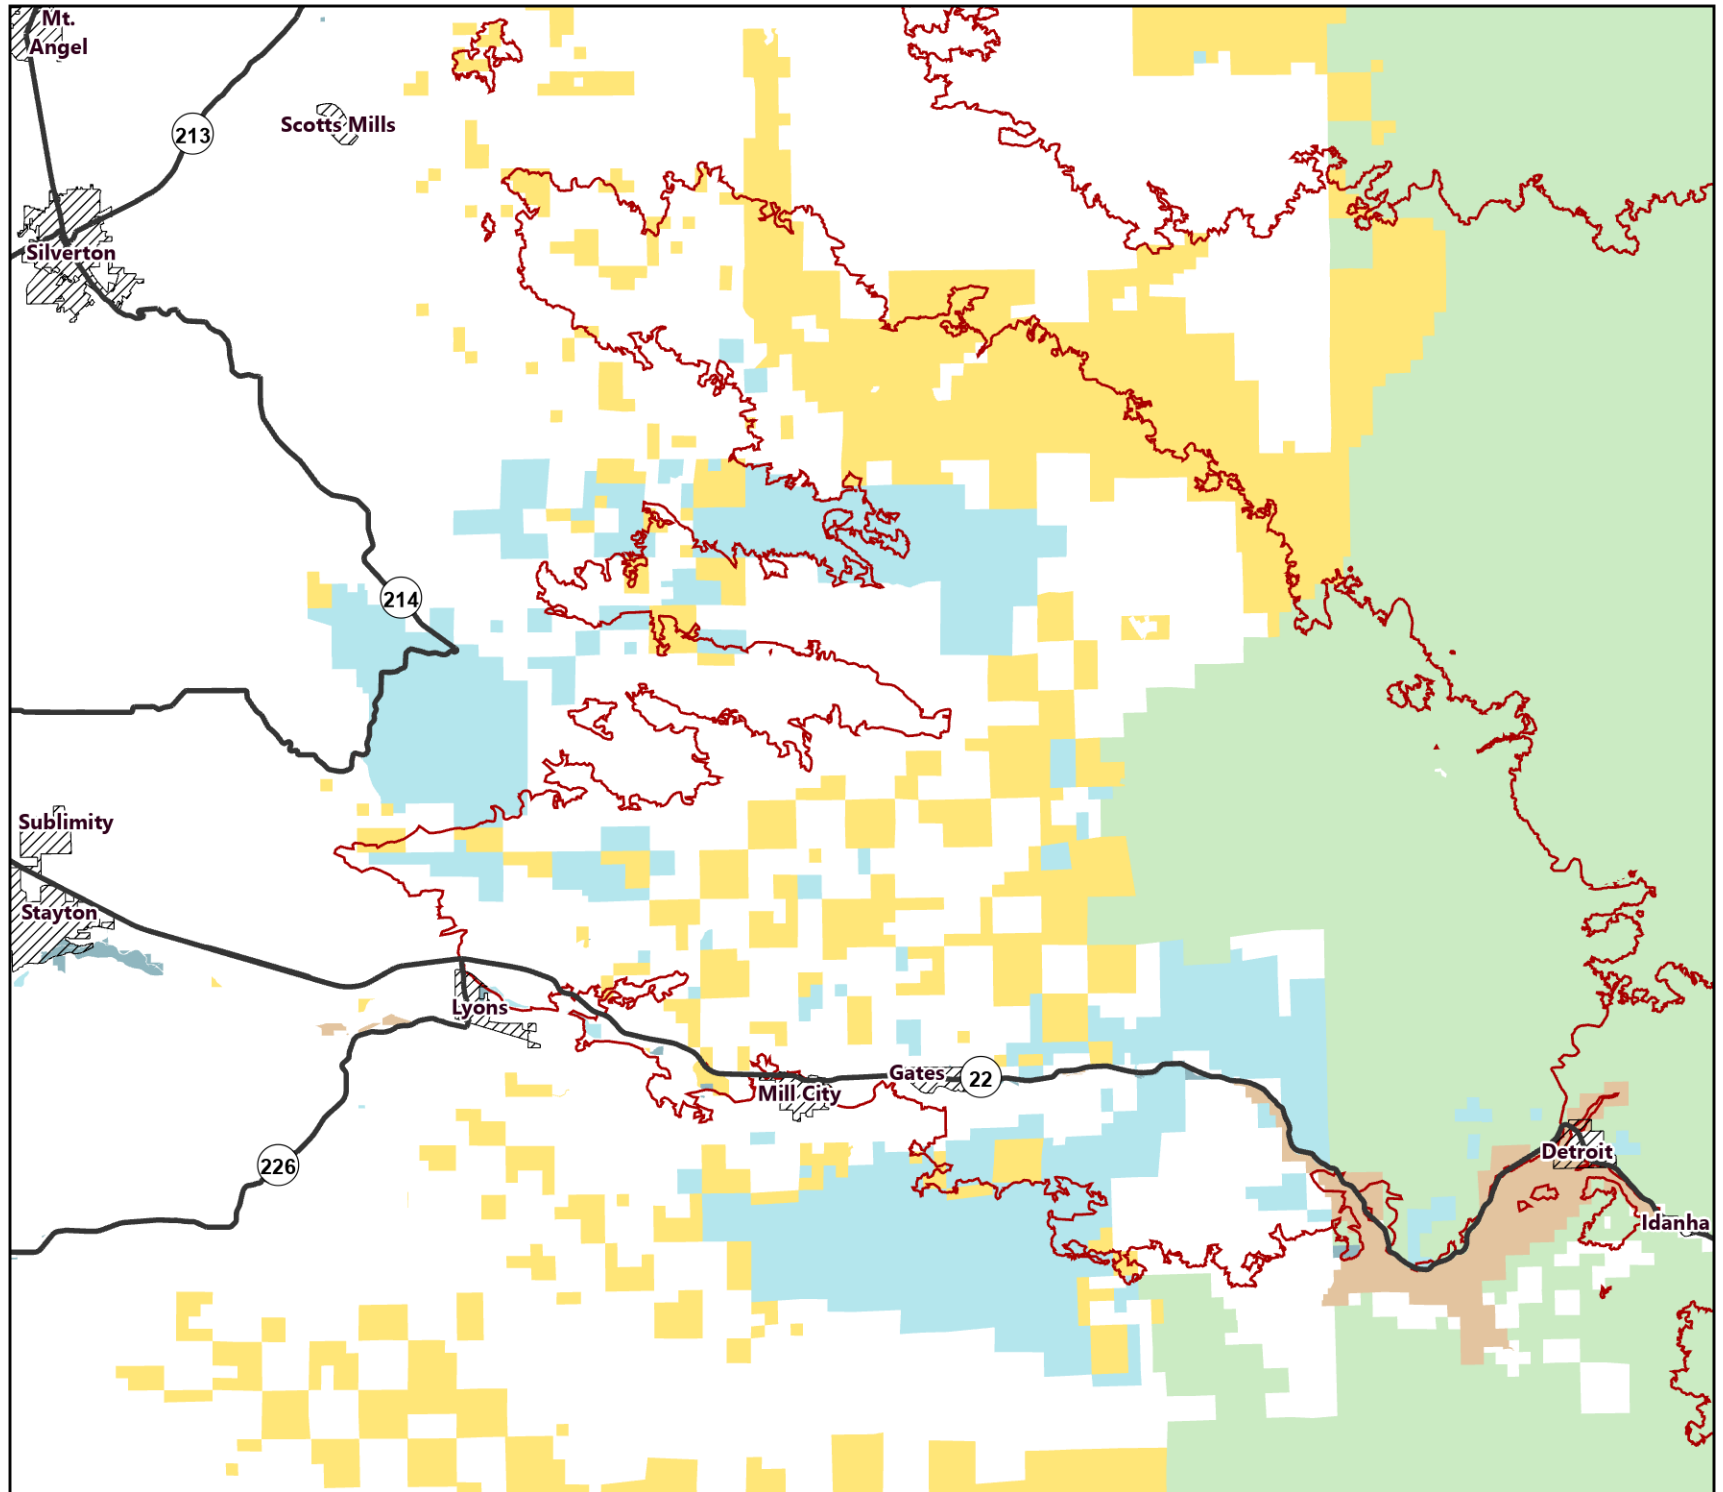 Mt.
Angel
213
Scotts Mills
Silverton
214
Sublimity
Stayton
Lyons
Gates
22
Mill City
226
Detroit
Idanha